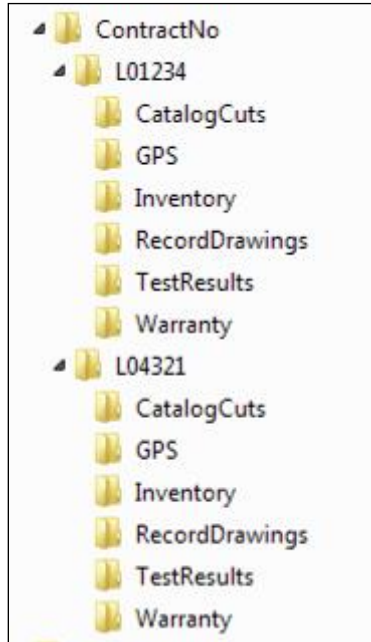 ContractNo
L01234
CatalogCuts
GPS
Inventory
RecordDrawings
TestResults
Warranty
L04321
CatalogCuts
GPS
Inventory
RecordDrawings
TestResults
Warranty